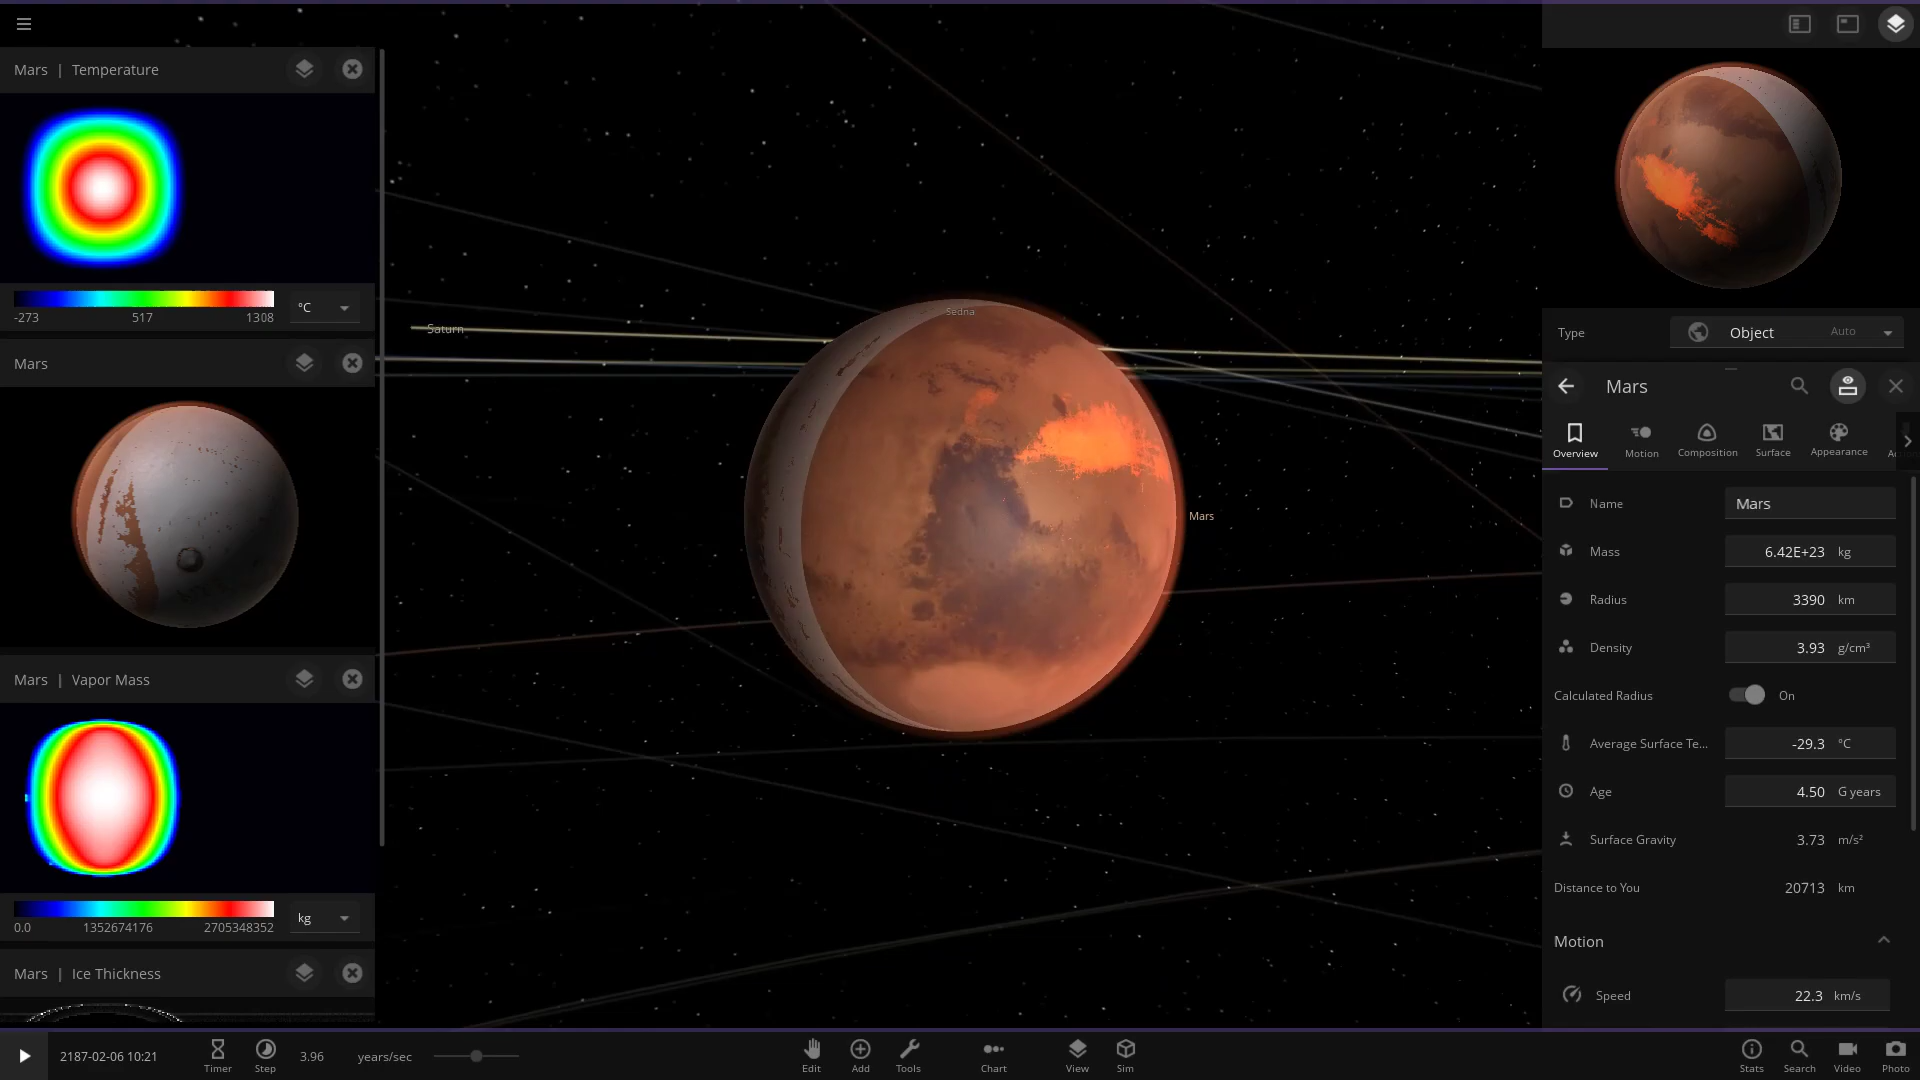 Mars | Temperature
-273 517 1308 °C
Mars
Mars | Vapor Mass
0.0 1352674176 2705348352 kg
Mars | Ice Thickness
Saturn
Sedna
Mars
Type Object Auto
Mars
Overview Motion Composition Surface Appearance
Name Mars
Mass 6.42E+23 kg
Radius 3390 km
Density 3.93 g/cm³
Calculated Radius On
Average Surface Te... -29.3 °C
Age 4.50 G years
Surface Gravity 3.73 m/s²
Distance to You 20713 km
Motion
Speed 22.3 km/s
2187-02-06 10:21 Timer Step 3.96 years/sec Edit Add Tools Chart View Sim Stats Search Video Photo